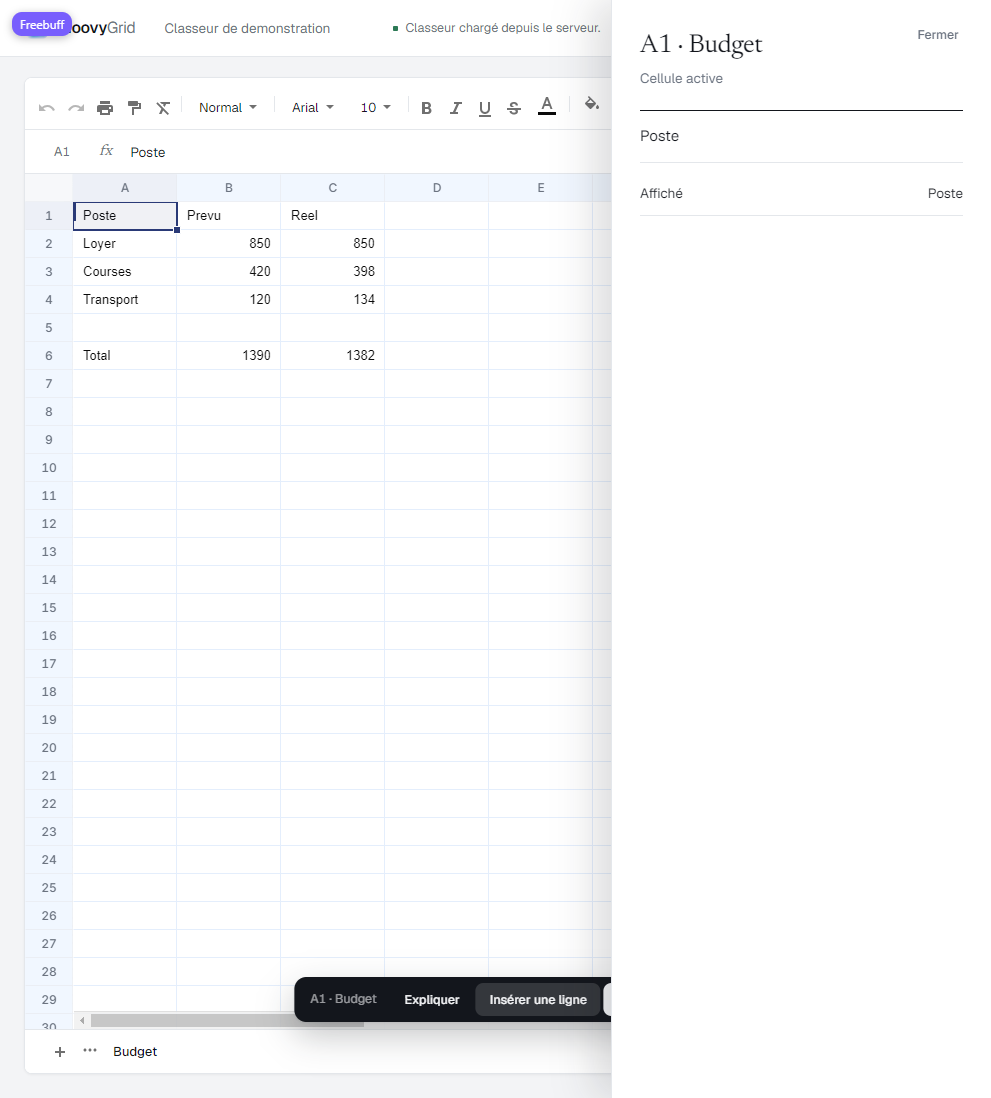 Freebuff
oovyGrid
Classeur de demonstration
Classeur chargé depuis le serveur.
A1 · Budget
Fermer
Cellule active
Normal
Arial
10
B I U S A
A1
fx
Poste
Poste
Affiché
Poste
A B C D E
1 Poste Prevu Reel
2 Loyer 850 850
3 Courses 420 398
4 Transport 120 134
5
6 Total 1390 1382
7
8
9
10
11
12
13
14
15
16
17
18
19
20
21
22
23
24
25
26
27
28
29
30
A1 · Budget Expliquer Insérer une ligne
Budget